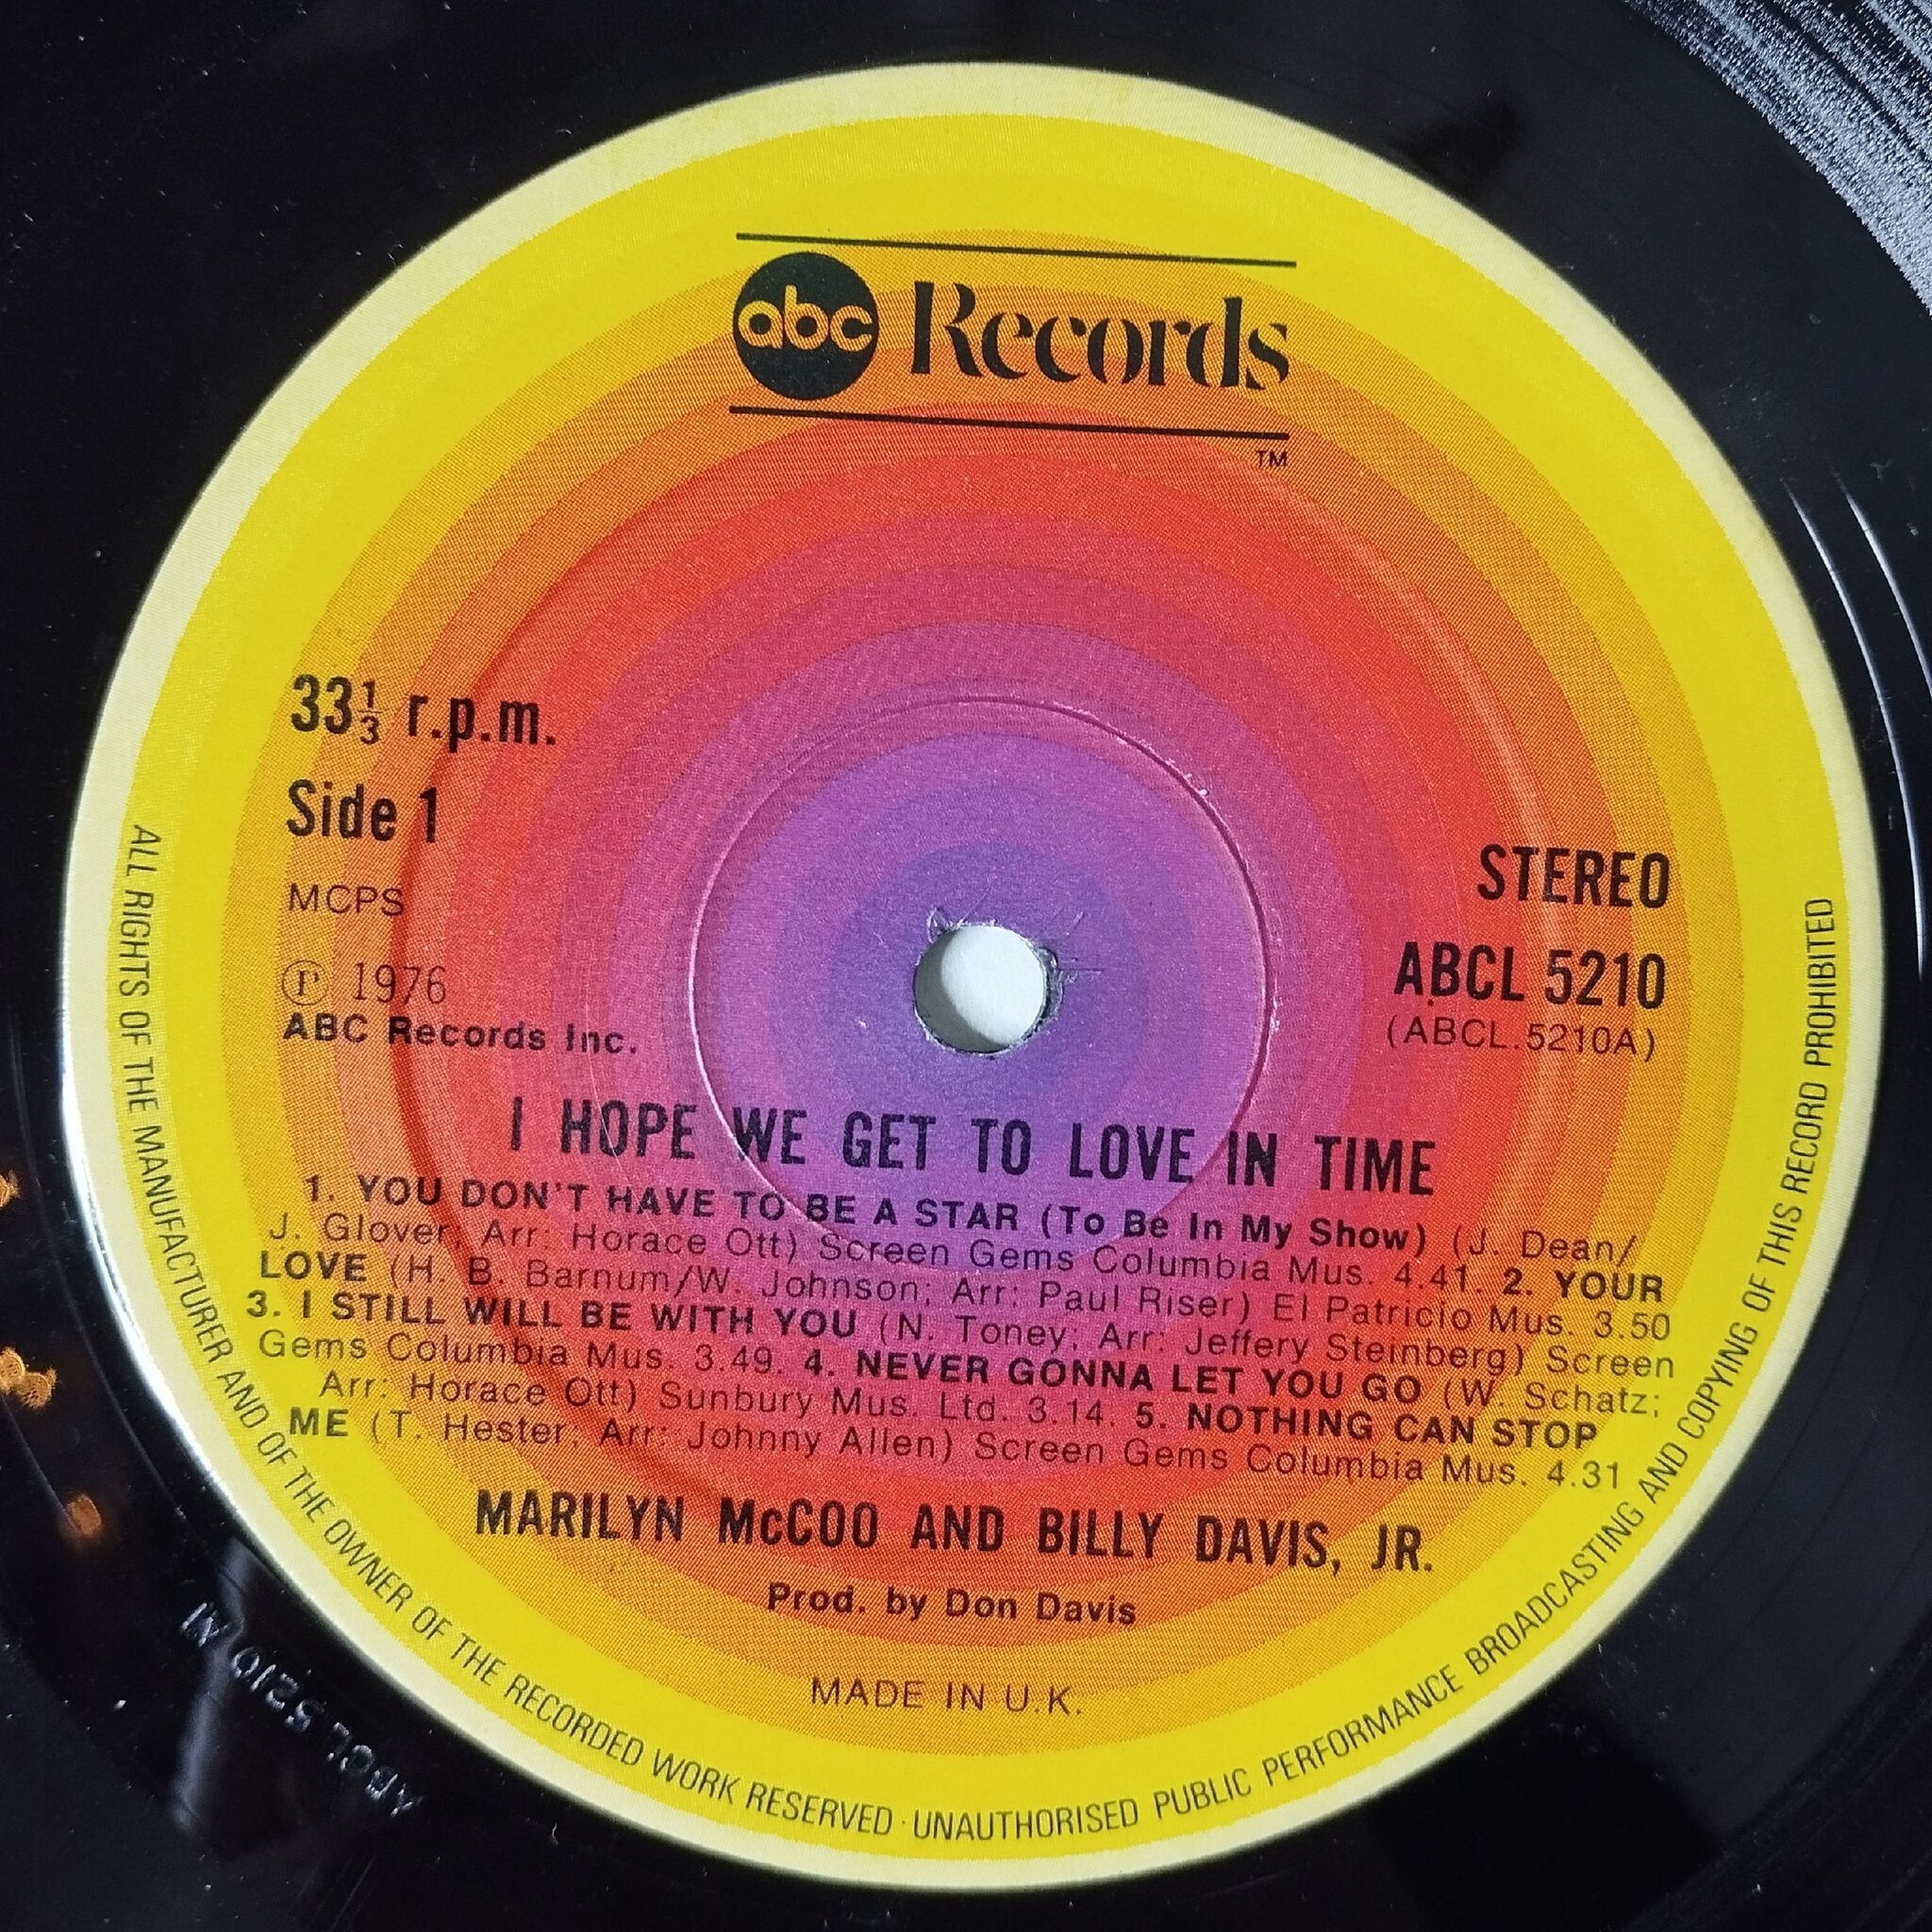 abc Records
TM
33⅓ r.p.m.
Side 1
MCPS
Ⓟ 1976
ABC Records Inc.
STEREO
ABCL 5210
(ABCL.5210A)
I HOPE WE GET TO LOVE IN TIME
1. YOU DON'T HAVE TO BE A STAR (To Be In My Show) (J. Dean/
J. Glover; Arr: Horace Ott) Screen Gems Columbia Mus. 4.41. 2. YOUR
LOVE (H. B. Barnum/W. Johnson; Arr: Paul Riser) El Patricio Mus. 3.50
3. I STILL WILL BE WITH YOU (N. Toney; Arr: Jeffery Steinberg) Screen
Gems Columbia Mus. 3.49. 4. NEVER GONNA LET YOU GO (W. Schatz;
Arr: Horace Ott) Sunbury Mus. Ltd. 3.14. 5. NOTHING CAN STOP
ME (T. Hester; Arr: Johnny Allen) Screen Gems Columbia Mus. 4.31
MARILYN McCOO AND BILLY DAVIS, JR.
Prod. by Don Davis
MADE IN U.K.
ALL RIGHTS OF THE MANUFACTURER AND OF THE OWNER OF THE RECORDED WORK RESERVED · UNAUTHORISED PUBLIC PERFORMANCE BROADCASTING AND COPYING OF THIS RECORD PROHIBITED
ABCL 5210